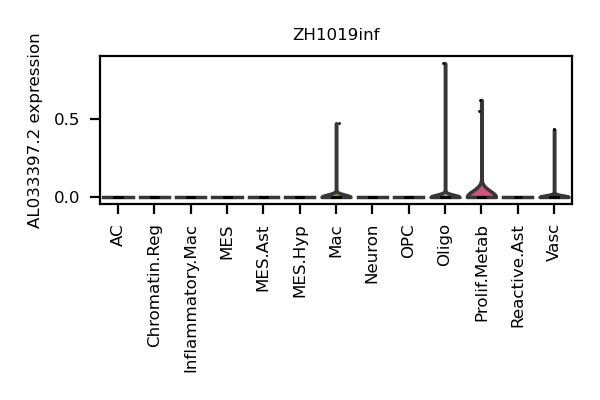 ZH1019inf
AL033397.2 expression
0.5
0.0
AC
Chromatin.Reg
Inflammatory.Mac
MES
MES.Ast
MES.Hyp
Mac
Neuron
OPC
Oligo
Prolif.Metab
Reactive.Ast
Vasc